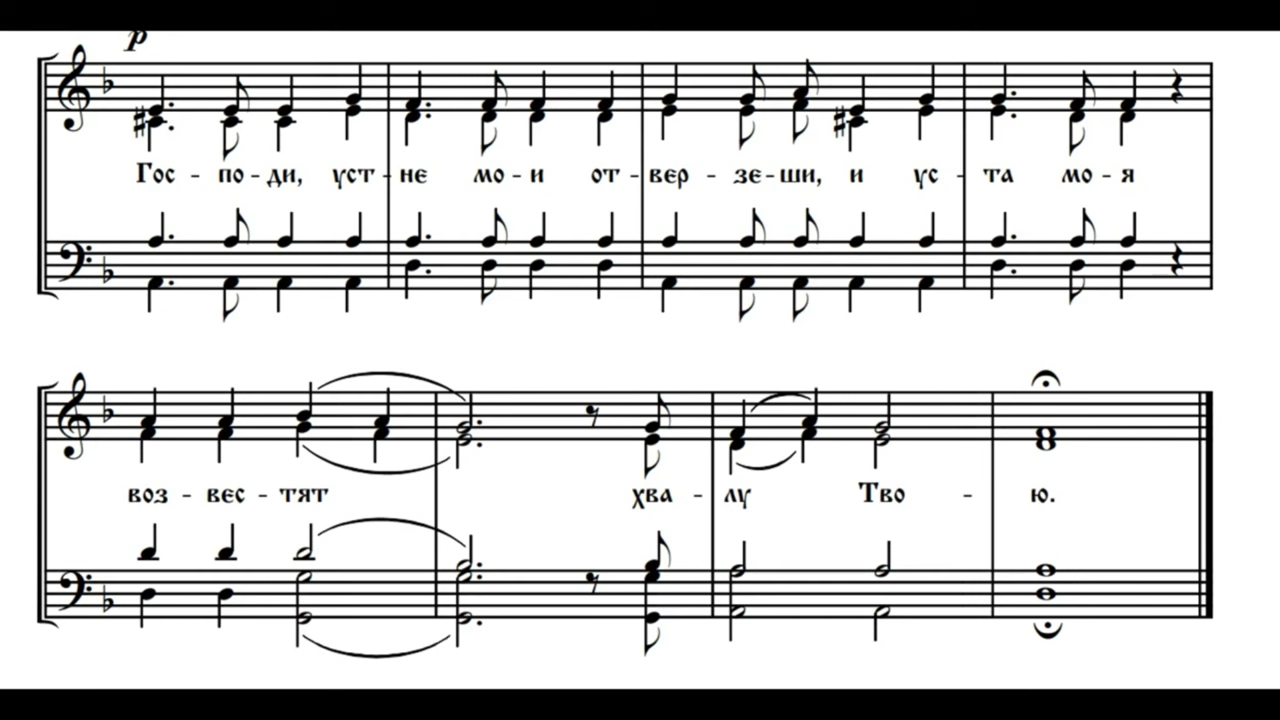 p
Гос - по - ди, уст - не мо - и от - вер - зе - ши, и ус - та мо - я
воз - вес - тят хва - лу Тво - ю.